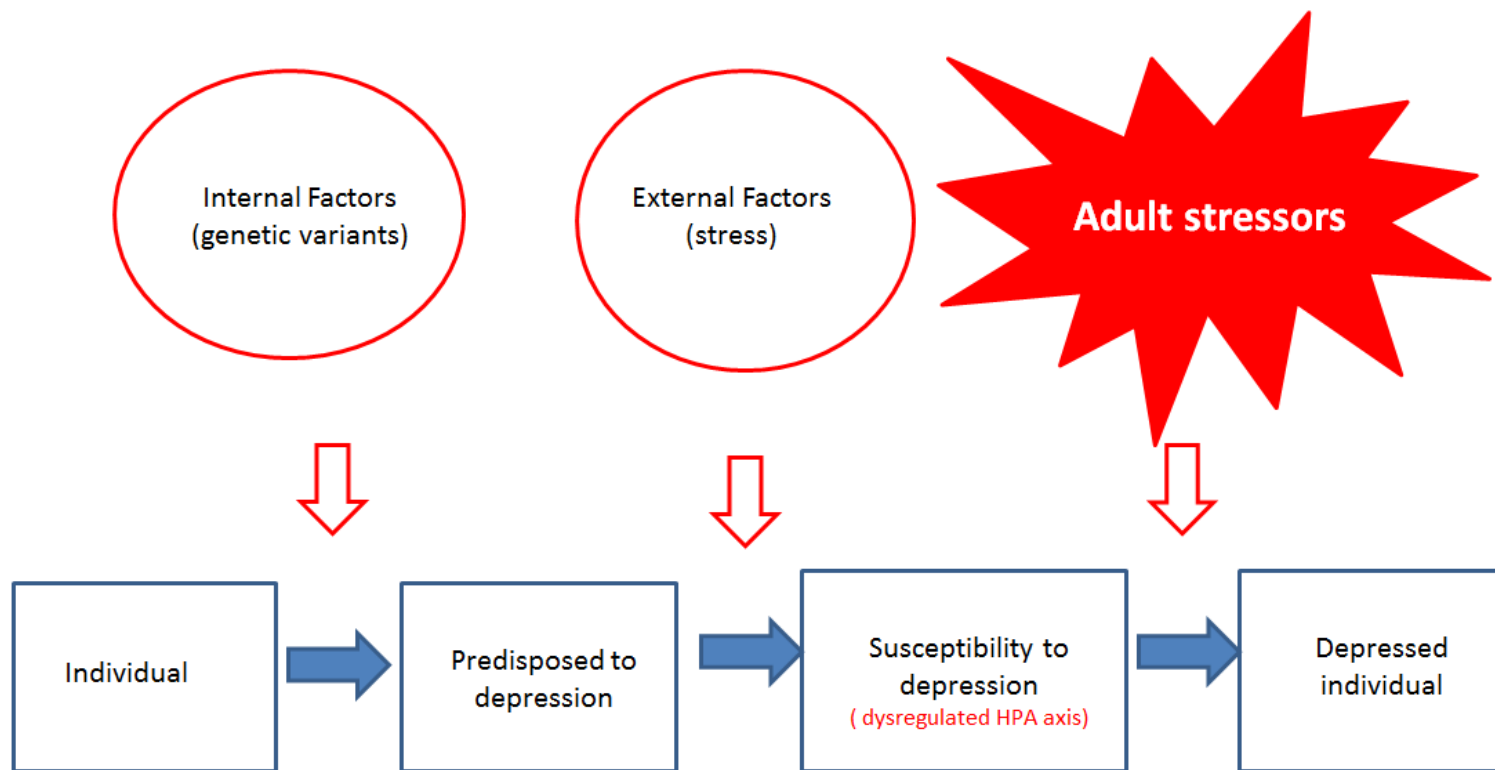 Internal Factors
(genetic variants)
External Factors
(stress)
Adult stressors
Individual
Predisposed to
depression
Susceptibility to
depression
( dysregulated HPA axis)
Depressed
individual